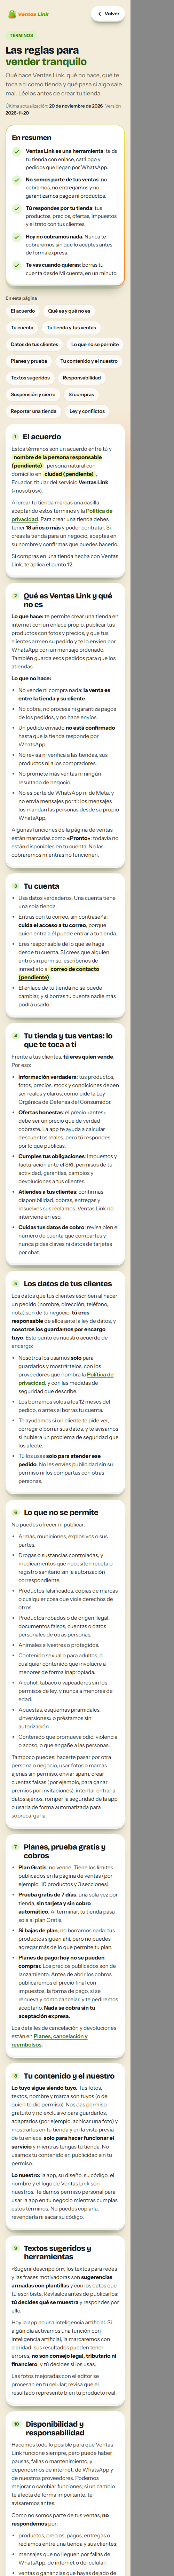 Ventas Link
Volver
TÉRMINOS
Las reglas para
vender tranquilo
Qué hace Ventas Link, qué no hace, qué te
toca a ti como tienda y qué pasa si algo sale
mal. Léelos antes de crear tu tienda.
Última actualización: 20 de noviembre de 2026 · Versión
2026-11-20
En resumen
Ventas Link es una herramienta: te da
tu tienda con enlace, catálogo y
pedidos que llegan por WhatsApp.
No somos parte de tus ventas: no
cobramos, no entregamos y no
garantizamos pagos ni productos.
Tú respondes por tu tienda: tus
productos, precios, ofertas, impuestos
y el trato con tus clientes.
Hoy no cobramos nada. Nunca te
cobraremos sin que lo aceptes antes
de forma expresa.
Te vas cuando quieras: borras tu
cuenta desde Mi cuenta, en un minuto.
En esta página
El acuerdo
Qué es y qué no es
Tu cuenta
Tu tienda y tus ventas
Datos de tus clientes
Lo que no se permite
Planes y prueba
Tu contenido y el nuestro
Textos sugeridos
Responsabilidad
Suspensión y cierre
Si compras
Reportar una tienda
Ley y conflictos
1 El acuerdo
Estos términos son un acuerdo entre tú y
nombre de la persona responsable
(pendiente), persona natural con
domicilio en ciudad (pendiente),
Ecuador, titular del servicio Ventas Link
(«nosotros»).
Al crear tu tienda marcas una casilla
aceptando estos términos y la Política de
privacidad. Para crear una tienda debes
tener 18 años o más y poder contratar. Si
creas la tienda para un negocio, aceptas en
su nombre y confirmas que puedes hacerlo.
Si compras en una tienda hecha con Ventas
Link, te aplica el punto 12.
2 Qué es Ventas Link y qué
no es
Lo que hace: te permite crear una tienda en
internet con un enlace propio, publicar tus
productos con fotos y precios, y que tus
clientes armen su pedido y te lo envíen por
WhatsApp con un mensaje ordenado.
También guarda esos pedidos para que los
atiendas.
Lo que no hace:
• No vende ni compra nada: la venta es
entre la tienda y su cliente.
• No cobra, no procesa ni garantiza pagos
de los pedidos, y no hace envíos.
• Un pedido enviado no está confirmado
hasta que la tienda responde por
WhatsApp.
• No revisa ni verifica a las tiendas, sus
productos ni a los compradores.
• No promete más ventas ni ningún
resultado de negocio.
• No es parte de WhatsApp ni de Meta, y
no envía mensajes por ti: los mensajes
los mandan las personas desde su propio
WhatsApp.
Algunas funciones de la página de ventas
están marcadas como «Pronto»: todavía no
están disponibles en tu cuenta. No las
cobraremos mientras no funcionen.
3 Tu cuenta
• Usa datos verdaderos. Una cuenta tiene
una sola tienda.
• Entras con tu correo, sin contraseña:
cuida el acceso a tu correo, porque
quien entra a él puede entrar a tu tienda.
• Eres responsable de lo que se haga
desde tu cuenta. Si crees que alguien
entró sin permiso, escríbenos de
inmediato a correo de contacto
(pendiente).
• El enlace de tu tienda no se puede
cambiar, y si borras tu cuenta nadie más
podrá usarlo.
4 Tu tienda y tus ventas: lo
que te toca a ti
Frente a tus clientes, tú eres quien vende.
Por eso:
• Información verdadera: tus productos,
fotos, precios, stock y condiciones deben
ser reales y claros, como pide la Ley
Orgánica de Defensa del Consumidor.
• Ofertas honestas: el precio «antes»
debe ser un precio que de verdad
cobraste. La app te ayuda a calcular
descuentos reales, pero tú respondes
por lo que publicas.
• Cumples tus obligaciones: impuestos y
facturación ante el SRI, permisos de tu
actividad, garantías, cambios y
devoluciones a tus clientes.
• Atiendes a tus clientes: confirmas
disponibilidad, cobras, entregas y
resuelves sus reclamos. Ventas Link no
interviene en eso.
• Cuidas tus datos de cobro: revisa bien el
número de cuenta que compartes y
nunca pidas claves ni datos de tarjetas
por chat.
5 Los datos de tus clientes
Los datos que tus clientes escriben al hacer
un pedido (nombre, dirección, teléfono,
nota) son de tu negocio: tú eres
responsable de ellos ante la ley de datos, y
nosotros los guardamos por encargo
tuyo. Este punto es nuestro acuerdo de
encargo:
• Nosotros los usamos solo para
guardarlos y mostrártelos, con los
proveedores que nombra la Política de
privacidad, y con las medidas de
seguridad que describe.
• Los borramos solos a los 12 meses del
pedido, o antes si borras tu cuenta.
• Te ayudamos si un cliente te pide ver,
corregir o borrar sus datos, y te avisamos
si hubiera un problema de seguridad que
los afecte.
• Tú los usas solo para atender ese
pedido. No les envíes publicidad sin su
permiso ni los compartas con otras
personas.
6 Lo que no se permite
No puedes ofrecer ni publicar:
• Armas, municiones, explosivos o sus
partes.
• Drogas o sustancias controladas, y
medicamentos que necesiten receta o
registro sanitario sin la autorización
correspondiente.
• Productos falsificados, copias de marcas
o cualquier cosa que viole derechos de
otros.
• Productos robados o de origen ilegal,
documentos falsos, cuentas o datos
personales de otras personas.
• Animales silvestres o protegidos.
• Contenido sexual o para adultos, o
cualquier contenido que involucre a
menores de forma inapropiada.
• Alcohol, tabaco o vapeadores sin los
permisos de ley, y nunca a menores de
edad.
• Apuestas, esquemas piramidales,
«inversiones» o préstamos sin
autorización.
• Contenido que promueva odio, violencia
o acoso, o que engañe a las personas.
Tampoco puedes: hacerte pasar por otra
persona o negocio, usar fotos o marcas
ajenas sin permiso, enviar spam, crear
cuentas falsas (por ejemplo, para ganar
premios por invitaciones), intentar entrar a
datos ajenos, romper la seguridad de la app
o usarla de forma automatizada para
sobrecargarla.
7 Planes, prueba gratis y
cobros
• Plan Gratis: no vence. Tiene los límites
publicados en la página de ventas (por
ejemplo, 10 productos y 3 secciones).
• Prueba gratis de 7 días: una sola vez por
tienda, sin tarjeta y sin cobro
automático. Al terminar, tu tienda pasa
sola al plan Gratis.
• Si bajas de plan, no borramos nada: tus
productos siguen ahí, pero no puedes
agregar más de lo que permite tu plan.
• Planes de pago: hoy no se pueden
comprar. Los precios publicados son de
lanzamiento. Antes de abrir los cobros
publicaremos el precio final con
impuestos, la forma de pago, si se
renueva y cómo cancelar, y te pediremos
aceptarlo. Nada se cobra sin tu
aceptación expresa.
Los detalles de cancelación y devoluciones
están en Planes, cancelación y
reembolsos.
8 Tu contenido y el nuestro
Lo tuyo sigue siendo tuyo. Tus fotos,
textos, nombre y marca son tuyos (o de
quien te dio permiso). Nos das permiso
gratuito y no exclusivo para guardarlos,
adaptarlos (por ejemplo, achicar una foto) y
mostrarlos en tu tienda y en la vista previa
de tu enlace, solo para hacer funcionar el
servicio y mientras tengas tu tienda. No
usamos tu contenido en publicidad sin tu
permiso.
Lo nuestro: la app, su diseño, su código, el
nombre y el logo de Ventas Link son
nuestros. Te damos permiso personal para
usar la app en tu negocio mientras cumplas
estos términos. No puedes copiarla,
revenderla ni sacar su código.
9 Textos sugeridos y
herramientas
«Sugerir descripción», los textos para redes
y las frases motivadoras son sugerencias
armadas con plantillas y con los datos que
tú escribiste. Revísalos antes de publicarlos:
tú decides qué se muestra y respondes por
ello.
Hoy la app no usa inteligencia artificial. Si
algún día activamos una función con
inteligencia artificial, la marcaremos con
claridad: sus resultados pueden tener
errores, no son consejo legal, tributario ni
financiero, y tú decides si los usas.
Las fotos mejoradas con el editor se
procesan en tu celular; revisa que el
resultado represente bien tu producto real.
10 Disponibilidad y
responsabilidad
Hacemos todo lo posible para que Ventas
Link funcione siempre, pero puede haber
pausas, fallas o mantenimiento, y
dependemos de internet, de WhatsApp y
de nuestros proveedores. Podemos
mejorar o cambiar funciones; si un cambio
te afecta de forma importante, te
avisaremos antes.
Como no somos parte de tus ventas, no
respondemos por:
• productos, precios, pagos, entregas o
reclamos entre una tienda y sus clientes;
• mensajes que no lleguen por fallas de
WhatsApp, de internet o del celular;
• ventas o ganancias que hayas dejado de